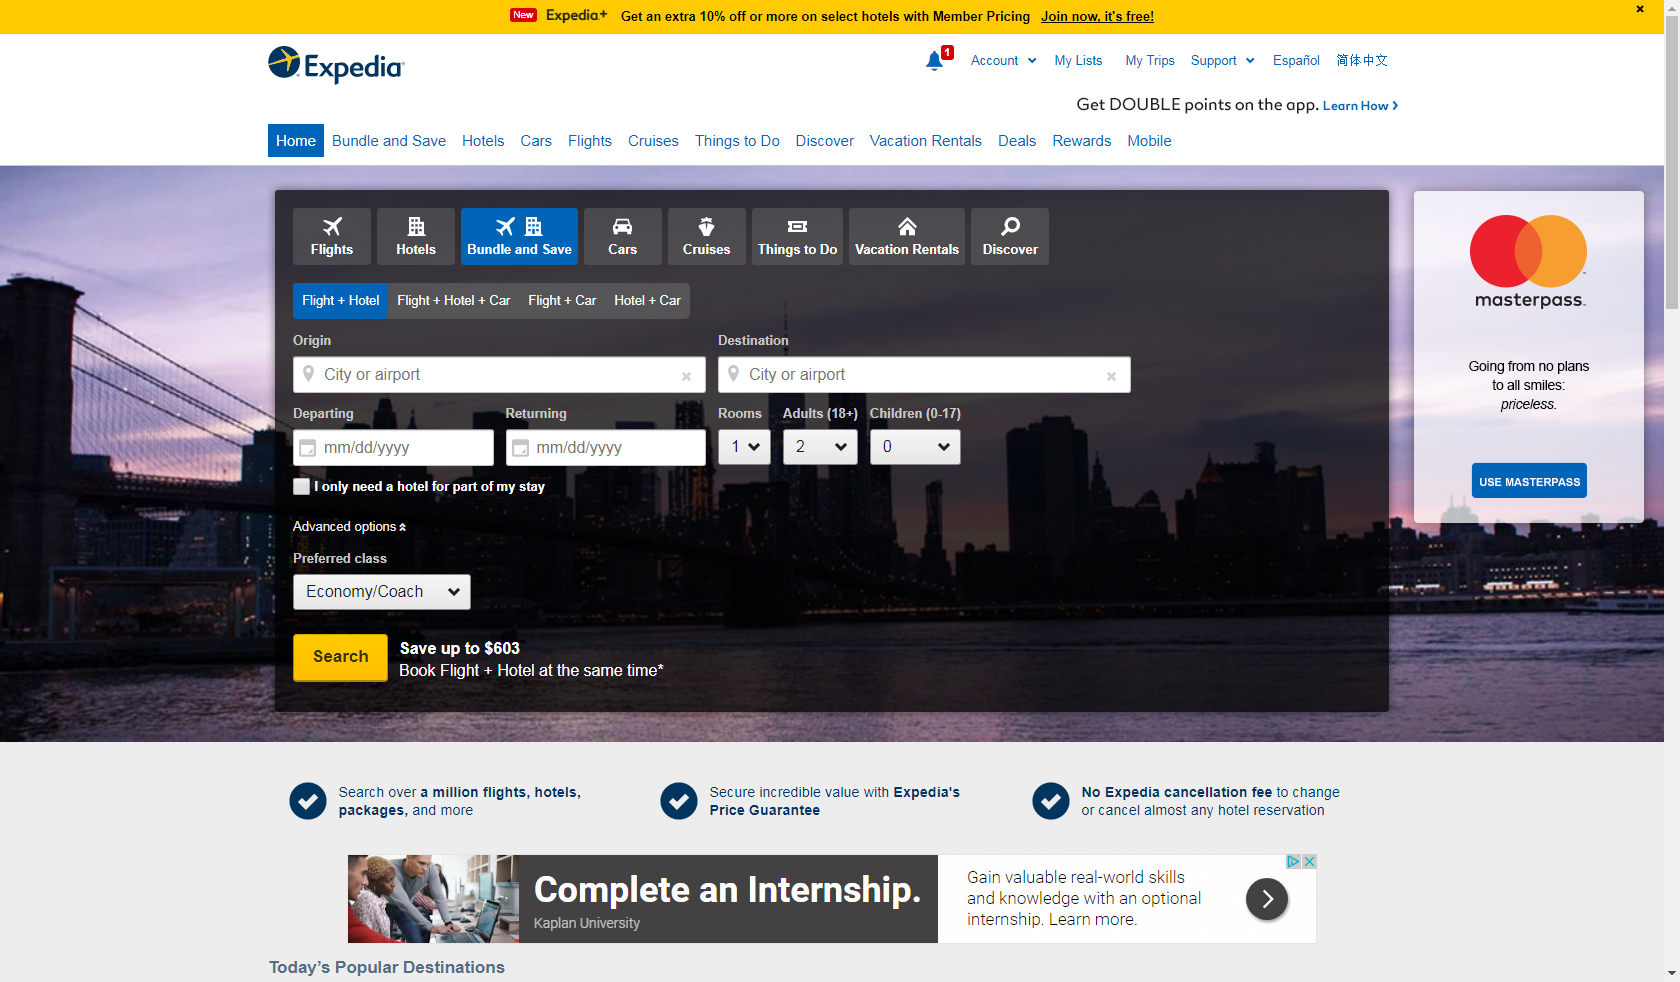 New Expedia+ Get an extra 10% off or more on select hotels with Member Pricing Join now, it's free!
Expedia
1 Account My Lists My Trips Support Español 简体中文
Get DOUBLE points on the app. Learn How
Home Bundle and Save Hotels Cars Flights Cruises Things to Do Discover Vacation Rentals Deals Rewards Mobile
Flights Hotels Bundle and Save Cars Cruises Things to Do Vacation Rentals Discover
Flight + Hotel Flight + Hotel + Car Flight + Car Hotel + Car
Origin Destination
City or airport City or airport
Departing Returning Rooms Adults (18+) Children (0-17)
mm/dd/yyyy mm/dd/yyyy 1 2 0
I only need a hotel for part of my stay
Advanced options
Preferred class
Economy/Coach
Search
Save up to $603
Book Flight + Hotel at the same time*
masterpass
Going from no plans
to all smiles:
priceless.
USE MASTERPASS
Search over a million flights, hotels,
packages, and more
Secure incredible value with Expedia's
Price Guarantee
No Expedia cancellation fee to change
or cancel almost any hotel reservation
Complete an Internship.
Kaplan University
Gain valuable real-world skills
and knowledge with an optional
internship. Learn more.
Today's Popular Destinations